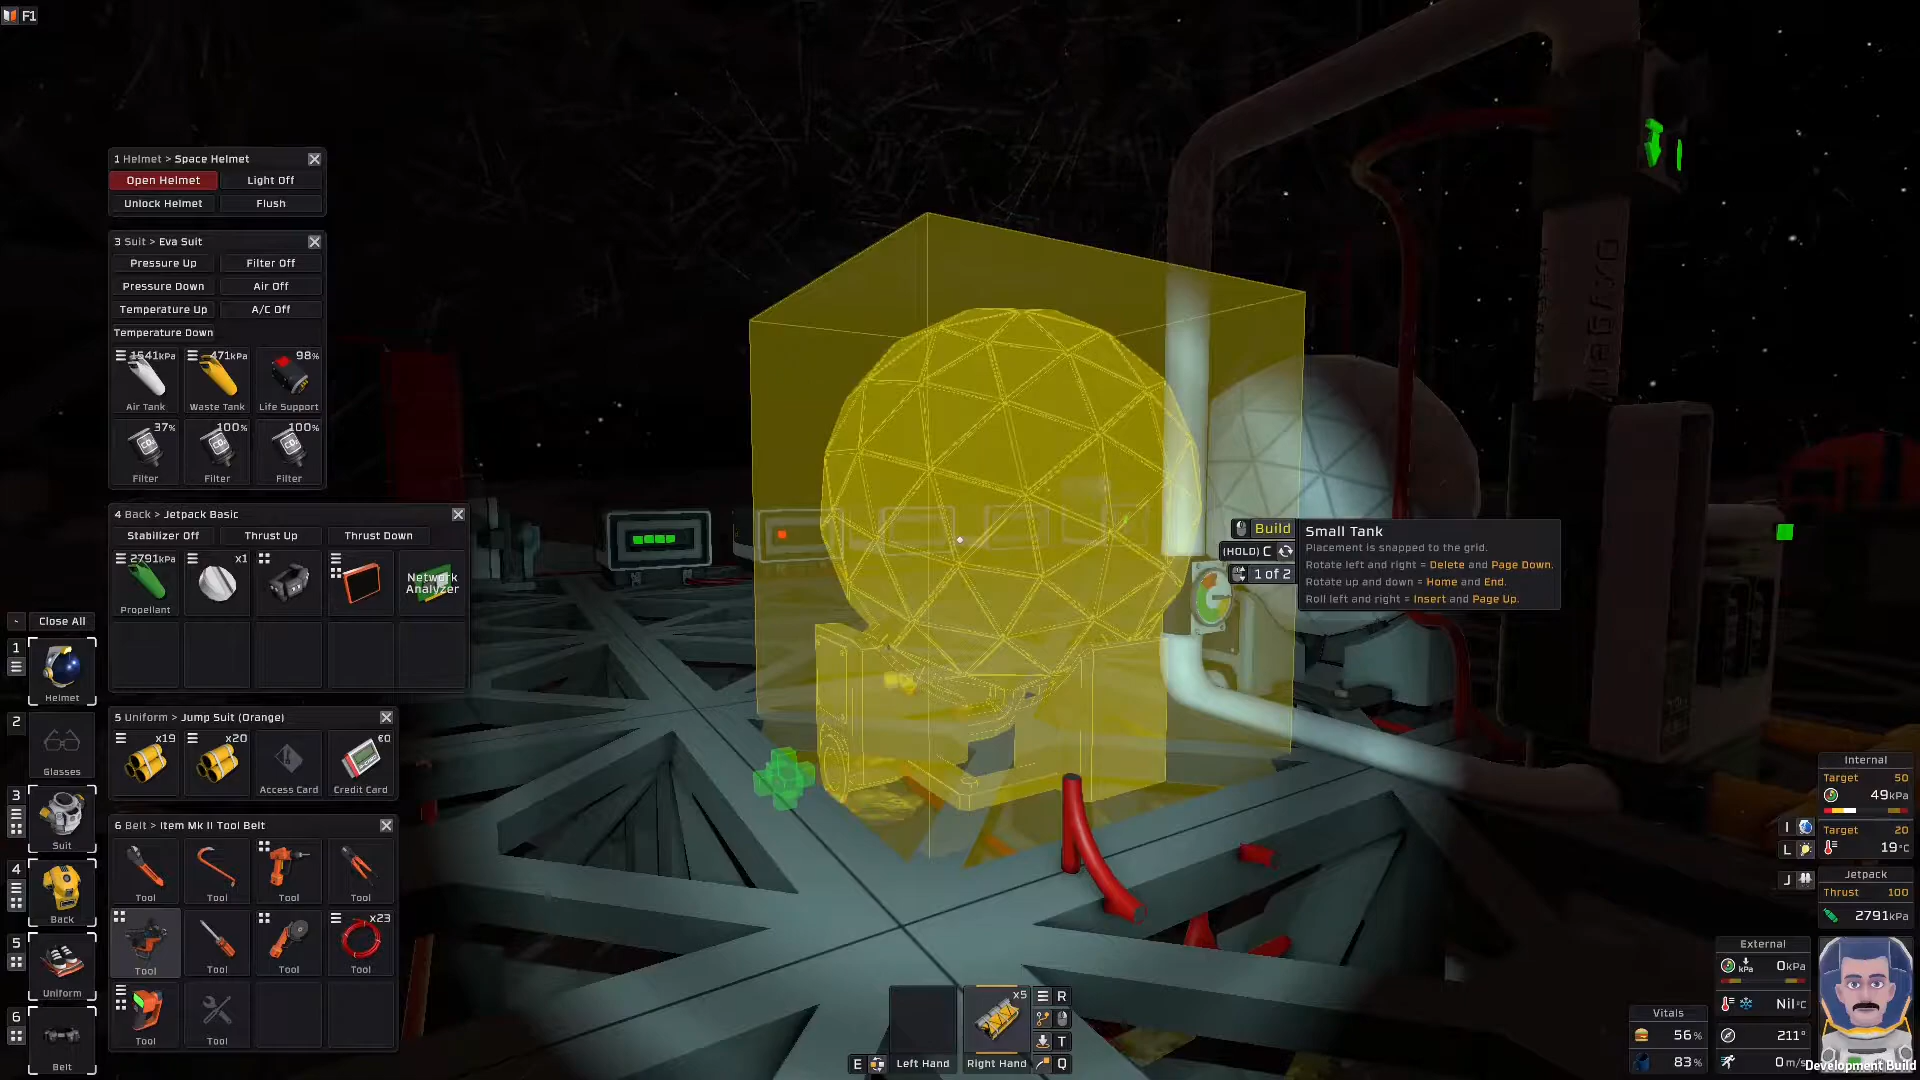 F1
1 Helmet > Space Helmet
Open Helmet
Light Off
Unlock Helmet
Flush
3 Suit > Eva Suit
Pressure Up
Filter Off
Pressure Down
Air Off
Temperature Up
A/C Off
Temperature Down
1541kPa
471kPa
98%
Air Tank
Waste Tank
Life Support
37%
100%
100%
Filter
Filter
Filter
4 Back > Jetpack Basic
Stabilizer Off
Thrust Up
Thrust Down
2791kPa
x1
Network
Analyzer
Propellant
~
Close All
1
Helmet
2
Glasses
3
Suit
4
Back
5
Uniform
6
Belt
5 Uniform > Jump Suit (Orange)
x19
x20
€0
Access Card
Credit Card
6 Belt > Item Mk II Tool Belt
Tool
Tool
Tool
Tool
x23
Tool
Tool
Tool
Tool
Tool
Tool
Build
(HOLD) C
1 of 2
Small Tank
Placement is snapped to the grid.
Rotate left and right = Delete and Page Down.
Rotate up and down = Home and End.
Roll left and right = Insert and Page Up.
Oxygen
x5
R
T
E
Left Hand
Right Hand
Q
Internal
Target 50
49kPa
I
Target 20
L
19°C
J
Jetpack
Thrust 100
2791kPa
External
kPa
0kPa
Nil°C
211°
0m/s
Vitals
56%
83%
Development Build